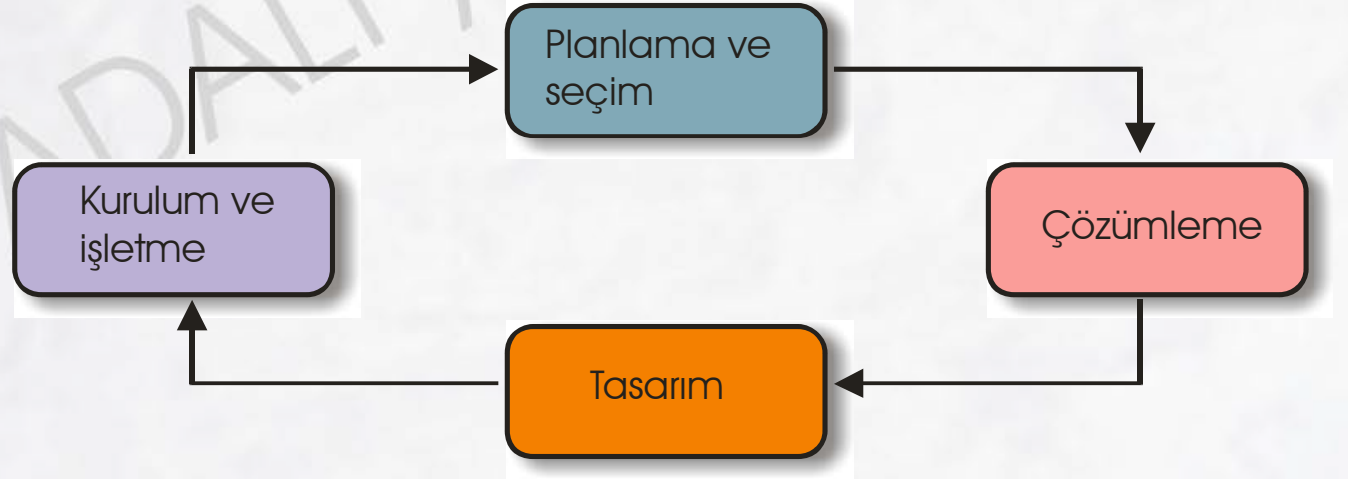 Planlama ve
seçim
Çözümleme
Tasarım
Kurulum ve
işletme